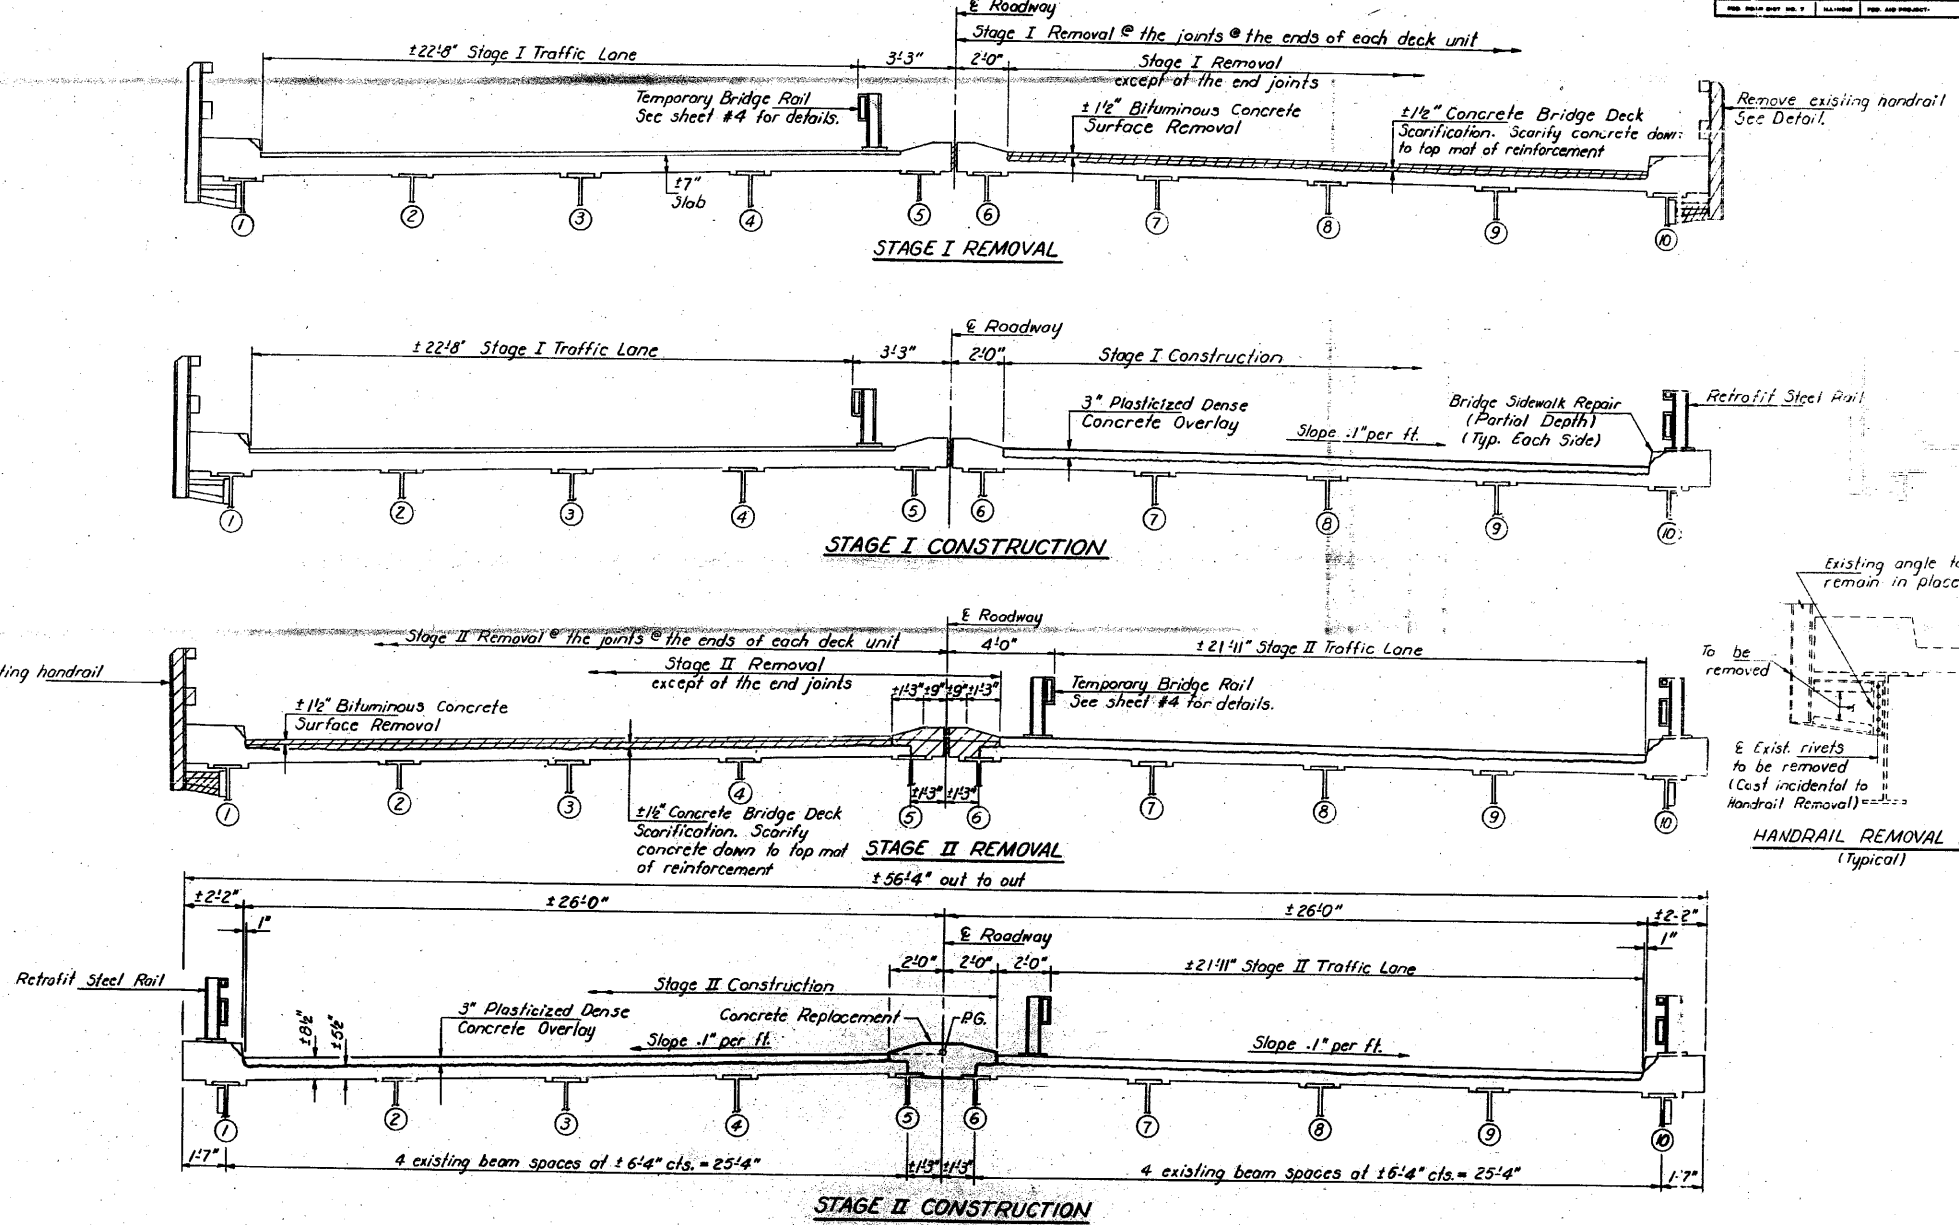 FED. ROAD DIST. NO. 7 ILLINOIS FED. AID PROJECT-
℄ Roadway
Stage I Removal @ the joints @ the ends of each deck unit
±22'-8" Stage I Traffic Lane
3'-3"
2'-0"
Stage I Removal
except at the end joints
Temporary Bridge Rail
See sheet #4 for details.
±1½" Bituminous Concrete
Surface Removal
±1½" Concrete Bridge Deck
Scarification. Scarify concrete down
to top mat of reinforcement
Remove existing handrail
See Detail.
±7"
Slab
1 2 3 4 5 6 7 8 9 10
STAGE I REMOVAL
℄ Roadway
±22'-8" Stage I Traffic Lane
3'-3"
2'-0"
Stage I Construction
3" Plasticized Dense
Concrete Overlay
Slope .1" per ft.
Bridge Sidewalk Repair
(Partial Depth)
(Typ. Each Side)
Retrofit Steel Rail
1 2 3 4 5 6 7 8 9 10
STAGE I CONSTRUCTION
℄ Roadway
Stage II Removal @ the joints @ the ends of each deck unit
4'-0"
±21'-11" Stage II Traffic Lane
Stage II Removal
except at the end joints
handrail
±1'-3" ±9" ±9" ±1'-3"
Temporary Bridge Rail
See sheet #4 for details.
±1½" Bituminous Concrete
Surface Removal
1 2 3 4 5 6 7 8 9 10
±1'-3" ±1'-3"
±1½" Concrete Bridge Deck
Scarification. Scarify
concrete down to top mat
of reinforcement
STAGE II REMOVAL
Existing angle
remain in place
To be
removed
℄ Exist. rivets
to be removed
(Cost incidental to
Handrail Removal)
HANDRAIL REMOVAL
(Typical)
±56'-4" out to out
±2'-2"
±26'-0"
±26'-0"
±2'-2"
1"
1"
℄ Roadway
2'-0" 2'-0" 2'-0"
±21'-11" Stage II Traffic Lane
Retrofit Steel Rail
Stage II Construction
±8½"
±5½"
3" Plasticized Dense
Concrete Overlay
Concrete Replacement
P.G.
Slope .1" per ft.
Slope .1" per ft.
1 2 3 4 5 6 7 8 9 10
1'-7"
4 existing beam spaces at ±6'-4" cts. = 25'-4"
±1'-3" ±1'-3"
4 existing beam spaces at ±6'-4" cts. = 25'-4"
1'-7"
STAGE II CONSTRUCTION